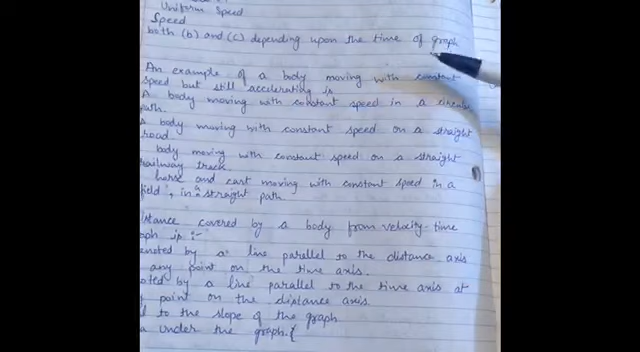 Uniform Speed
Speed
both (b) and (c) depending upon the time of graph
An example of a body moving with constant
speed but still accelerating is
A body moving with constant speed in a circular
path.
A body moving with constant speed on a straight
road
body moving with constant speed on a straight
railway track
horse and cart moving with constant speed in a
field, in a straight path.
istance covered by a body from velocity-time
aph is :-
enoted by a line parellel to the distance axis
any point on the time axis.
oted by a line parallel to the time axis at
point on the distance axis.
l to the slope of the graph
a under the graph.